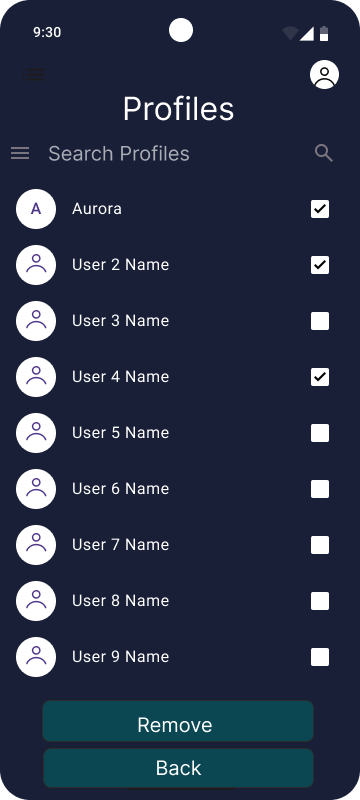 9:30
Profiles
Search Profiles
A Aurora
User 2 Name
User 3 Name
User 4 Name
User 5 Name
User 6 Name
User 7 Name
User 8 Name
User 9 Name
Remove
Back